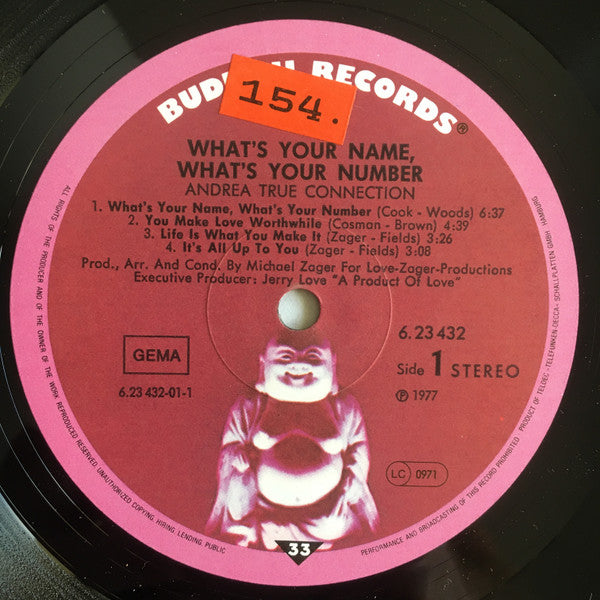 BUD RECORDS®
154.
WHAT'S YOUR NAME,
WHAT'S YOUR NUMBER
ANDREA TRUE CONNECTION
1. What's Your Name, What's Your Number (Cook - Woods) 6:37
2. You Make Love Worthwhile (Cosman - Brown) 4:39
3. Life Is What You Make It (Zager - Fields) 3:26
4. It's All Up To You (Zager - Fields) 3:08
Prod., Arr. And Cond. By Michael Zager For Love-Zager-Productions
Executive Producer: Jerry Love "A Product Of Love"
GEMA
6.23 432-01-1
6.23 432
Side 1 STEREO
℗ 1977
LC 0971
33
ALL RIGHTS OF THE PRODUCER AND OF THE OWNER OF THE WORK REPRODUCED RESERVED. UNAUTHORIZED COPYING, HIRING, LENDING, PUBLIC
PERFORMANCE AND BROADCASTING OF THIS RECORD PROHIBITED. PRODUCT OF TELDEC »TELEFUNKEN-DECCA« SCHALLPLATTEN GMBH HAMBURG